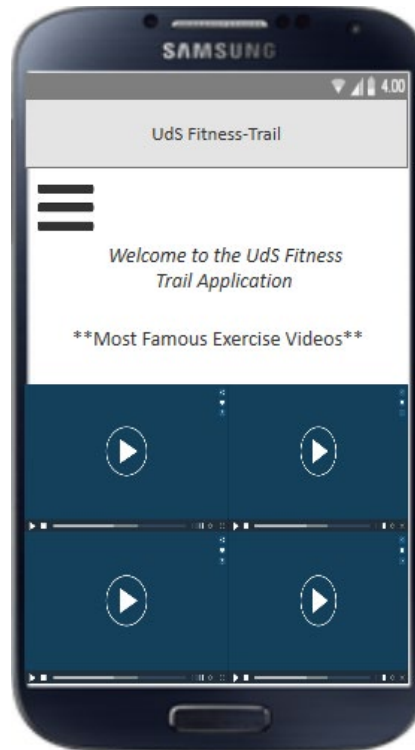 SAMSUNG
4.00
UdS Fitness-Trail
Welcome to the UdS Fitness
Trail Application
**Most Famous Exercise Videos**